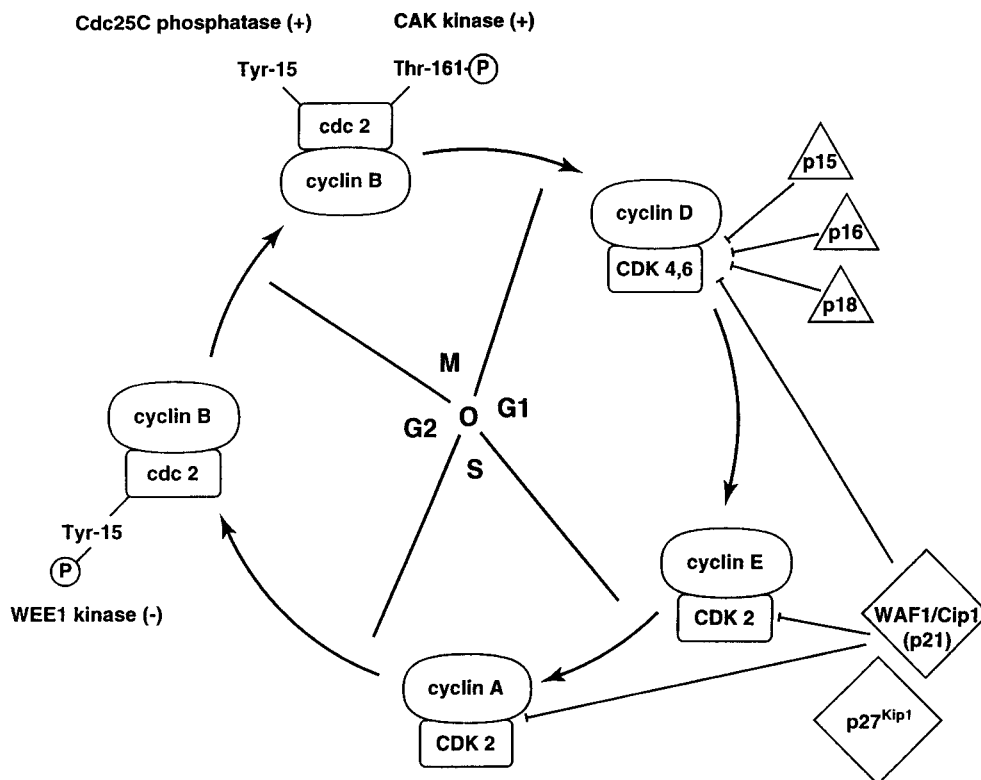 Cdc25C phosphatase (+)
CAK kinase (+)
Tyr-15
Thr-161-P
cdc 2
cyclin B
p15
cyclin D
p16
CDK 4,6
p18
M
G1
O
G2
S
cyclin B
cdc 2
Tyr-15
P
WEE1 kinase (-)
cyclin E
CDK 2
WAF1/Cip1
(p21)
cyclin A
CDK 2
p27Kip1